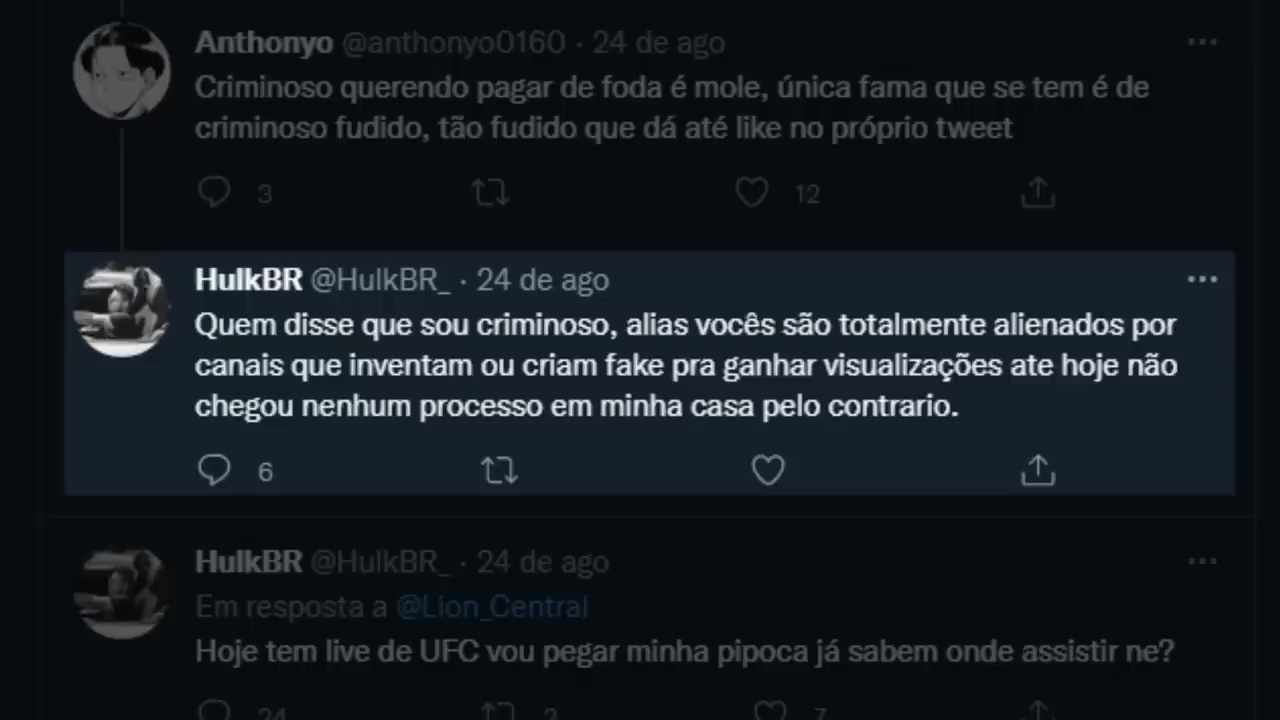 Anthonyo @anthonyo0160 · 24 de ago
Criminoso querendo pagar de foda é mole, única fama que se tem é de
criminoso fudido, tão fudido que dá até like no próprio tweet
3 12
HulkBR @HulkBR_ · 24 de ago
Quem disse que sou criminoso, alias vocês são totalmente alienados por
canais que inventam ou criam fake pra ganhar visualizações ate hoje não
chegou nenhum processo em minha casa pelo contrario.
6
HulkBR @HulkBR_ · 24 de ago
Em resposta a @Lion_Central
Hoje tem live de UFC vou pegar minha pipoca já sabem onde assistir ne?
24 2 7